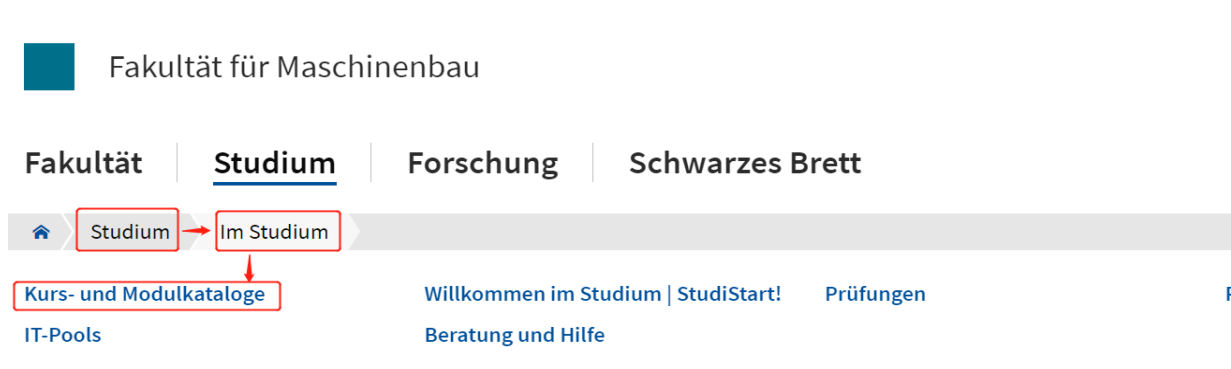 Fakultät für Maschinenbau
Fakultät Studium Forschung Schwarzes Brett
Studium Im Studium
Kurs- und Modulkataloge Willkommen im Studium | StudiStart! Prüfungen
IT-Pools Beratung und Hilfe